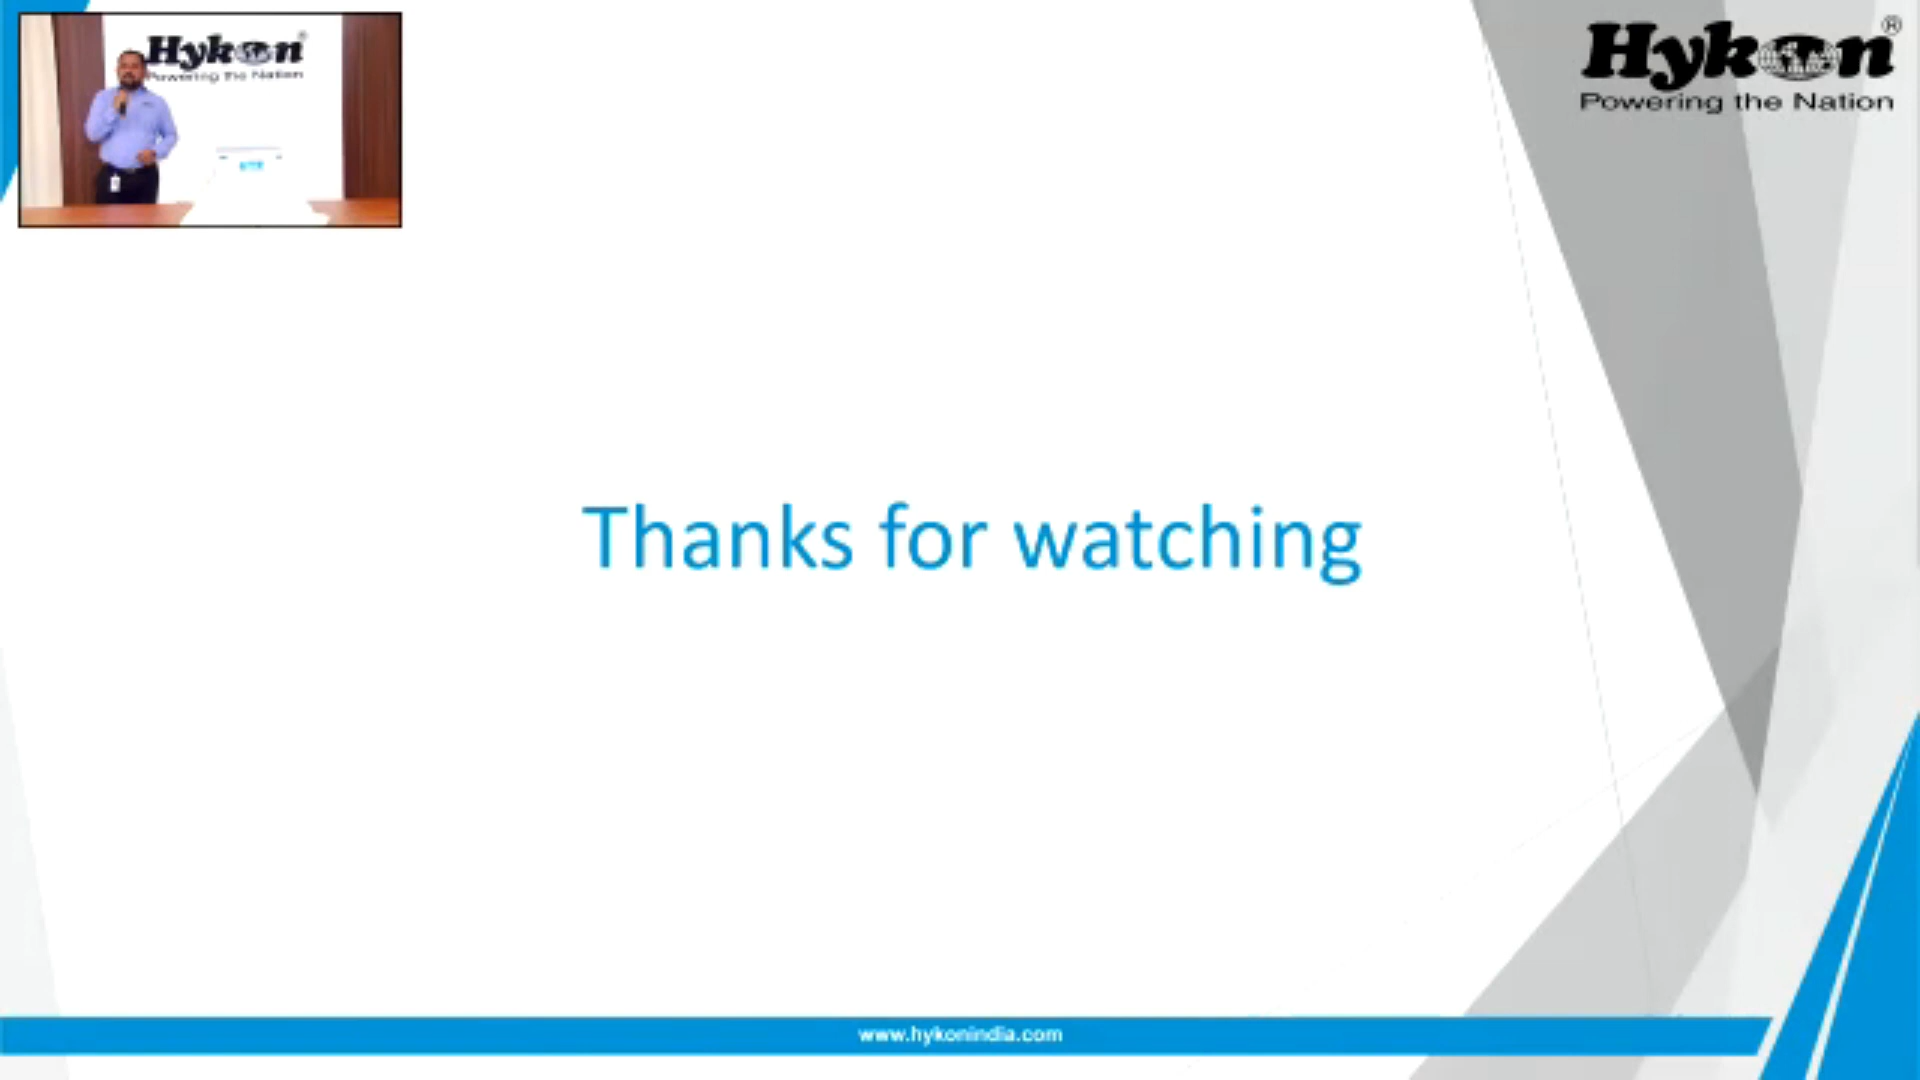 Hykon®
Powering the Nation
Hykon®
Powering the Nation
Thanks for watching
www.hykonindia.com